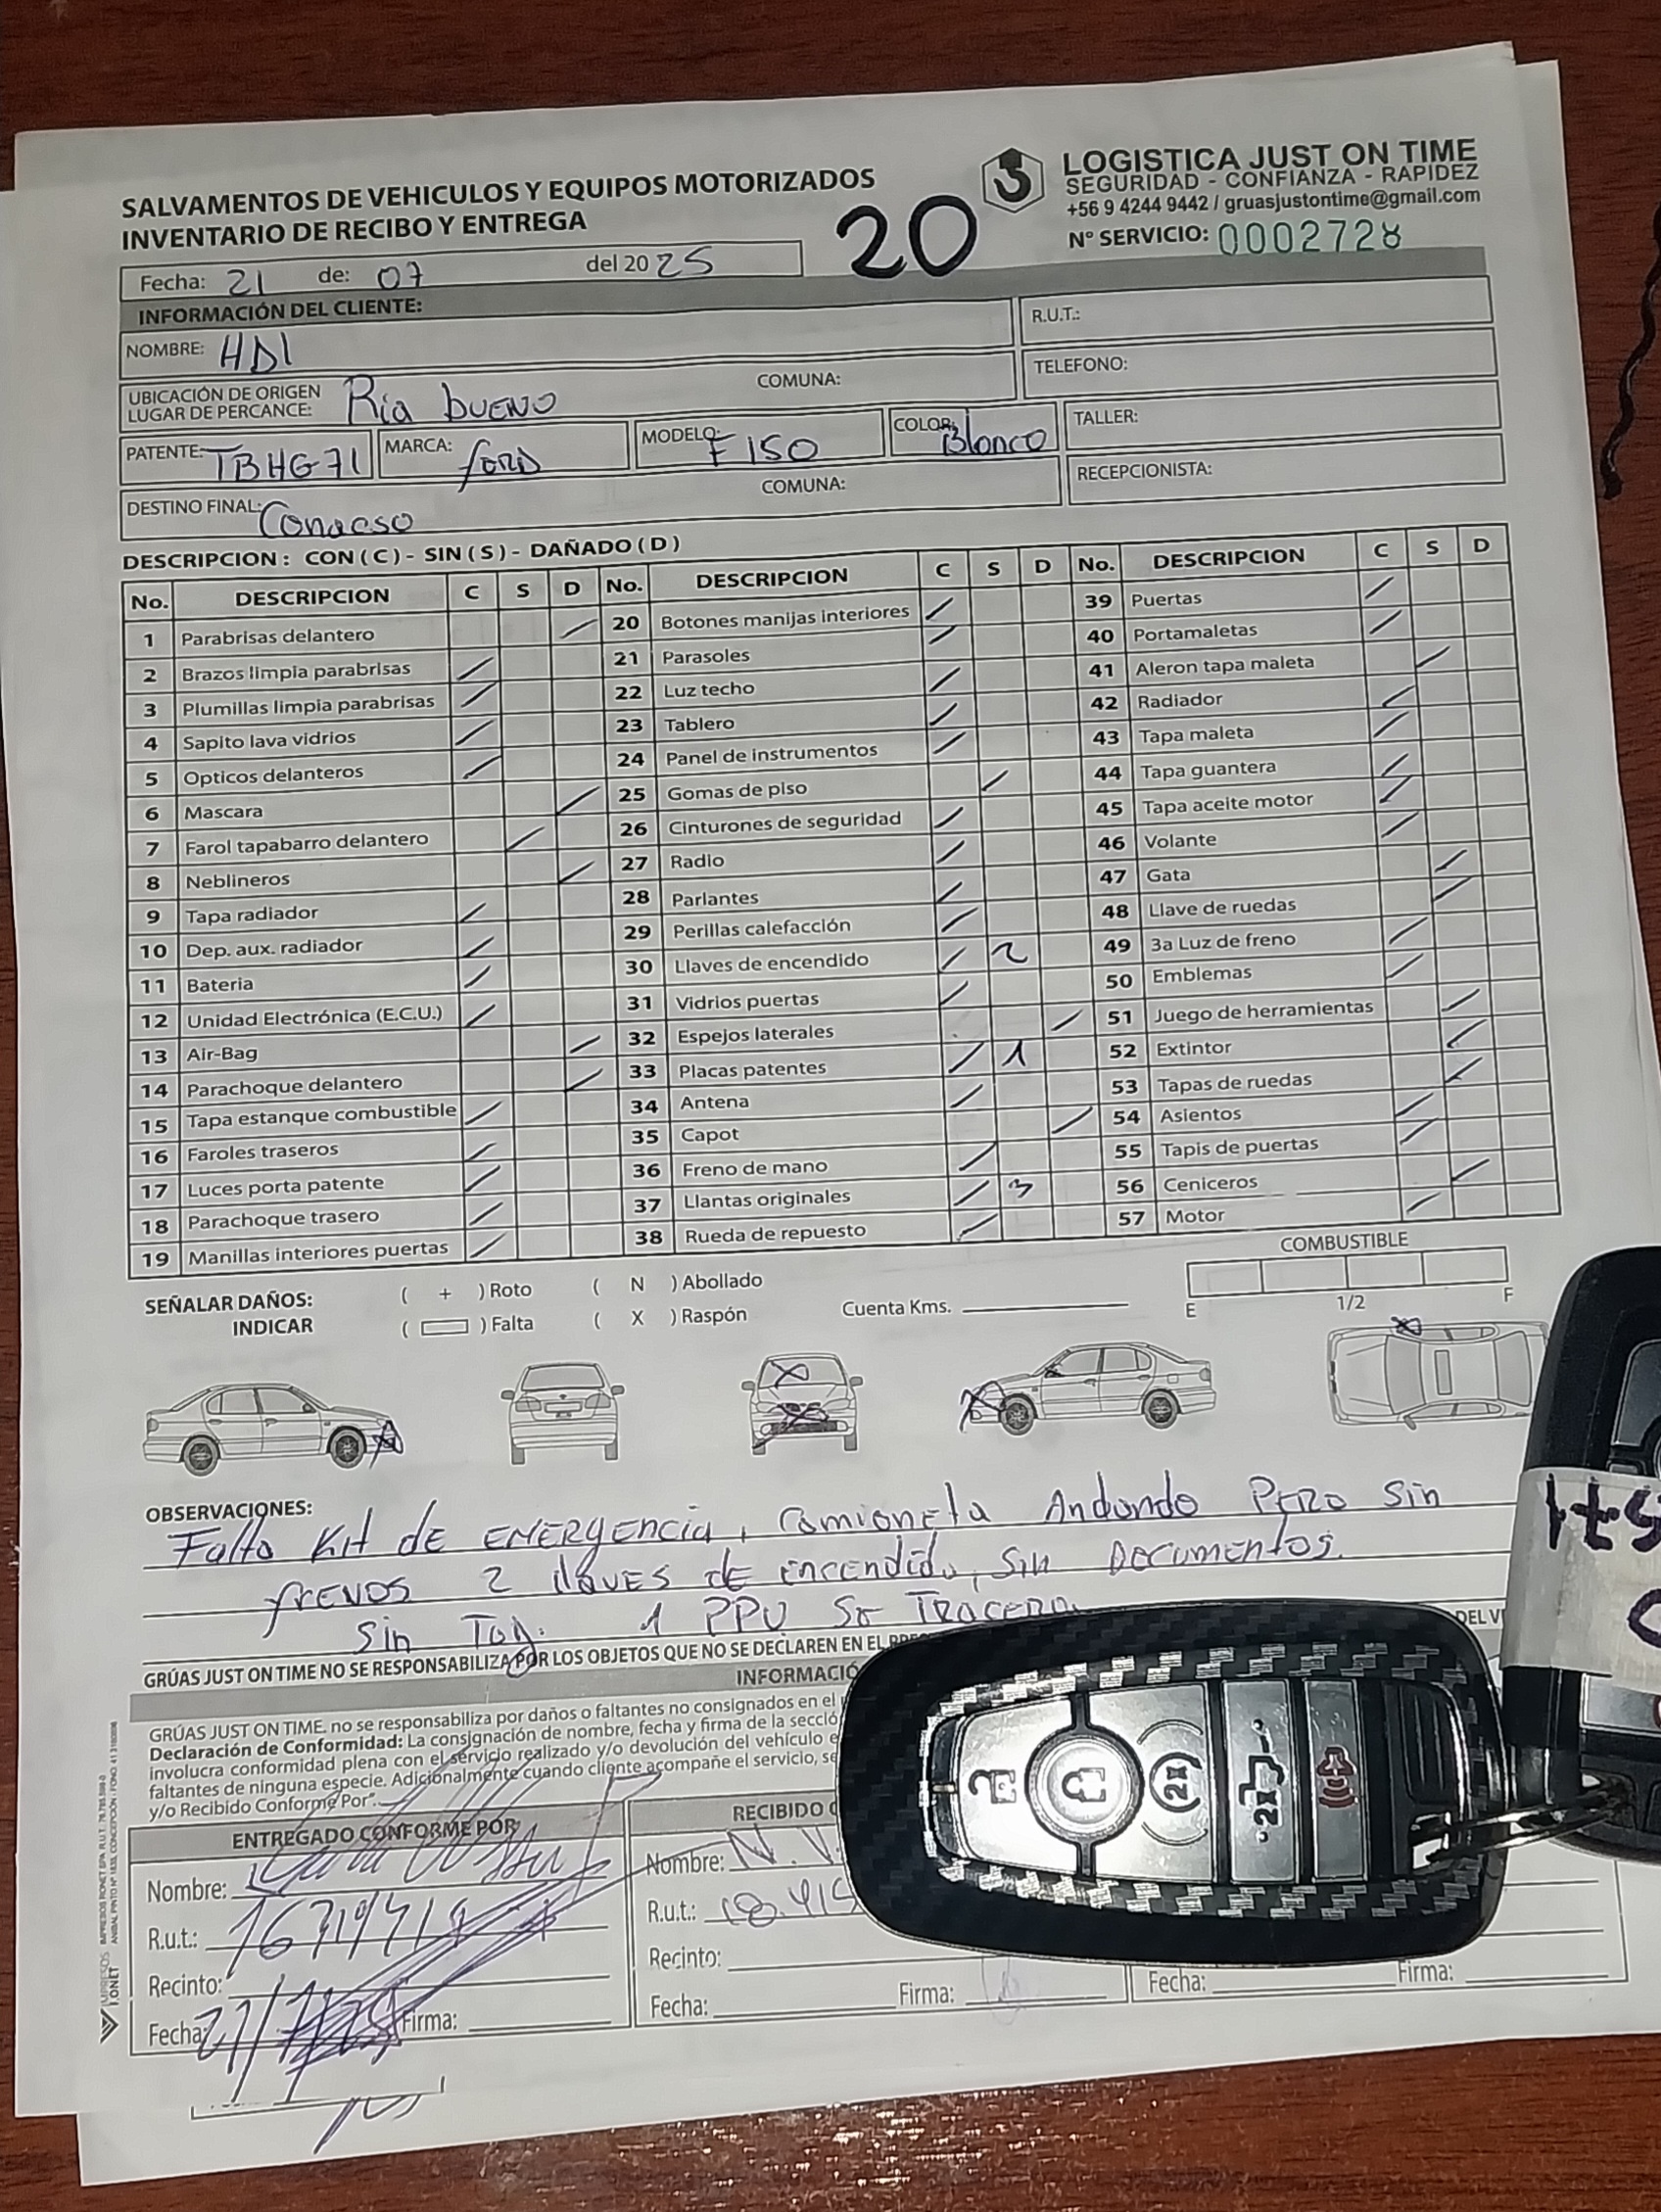 SALVAMENTOS DE VEHICULOS Y EQUIPOS MOTORIZADOS
INVENTARIO DE RECIBO Y ENTREGA
20
LOGISTICA JUST ON TIME
SEGURIDAD - CONFIANZA - RAPIDEZ
+56 9 4244 9442 / gruasjustontime@gmail.com
Nº SERVICIO: 0002728
Fecha: 21 de: 07 del 2025
INFORMACIÓN DEL CLIENTE:
NOMBRE: HDI
R.U.T.:
UBICACIÓN DE ORIGEN
LUGAR DE PERCANCE: Ria bueno
COMUNA:
TELEFONO:
PATENTE: TBHG71
MARCA: ford
MODELO: F150
COLOR: Blanco
TALLER:
DESTINO FINAL:
COMUNA:
RECEPCIONISTA:
DESCRIPCION : CON ( C ) - SIN ( S ) - DAÑADO ( D )
No. DESCRIPCION C S D
1 Parabrisas delantero
2 Brazos limpia parabrisas
3 Plumillas limpia parabrisas
4 Sapito lava vidrios
5 Opticos delanteros
6 Mascara
7 Farol tapabarro delantero
8 Neblineros
9 Tapa radiador
10 Dep. aux. radiador
11 Bateria
12 Unidad Electrónica (E.C.U.)
13 Air-Bag
14 Parachoque delantero
15 Tapa estanque combustible
16 Faroles traseros
17 Luces porta patente
18 Parachoque trasero
19 Manillas interiores puertas
No. DESCRIPCION C S D
20 Botones manijas interiores
21 Parasoles
22 Luz techo
23 Tablero
24 Panel de instrumentos
25 Gomas de piso
26 Cinturones de seguridad
27 Radio
28 Parlantes
29 Perillas calefacción
30 Llaves de encendido 2
31 Vidrios puertas
32 Espejos laterales
33 Placas patentes 1
34 Antena
35 Capot
36 Freno de mano
37 Llantas originales 3
38 Rueda de repuesto
No. DESCRIPCION C S D
39 Puertas
40 Portamaletas
41 Aleron tapa maleta
42 Radiador
43 Tapa maleta
44 Tapa guantera
45 Tapa aceite motor
46 Volante
47 Gata
48 Llave de ruedas
49 3a Luz de freno
50 Emblemas
51 Juego de herramientas
52 Extintor
53 Tapas de ruedas
54 Asientos
55 Tapis de puertas
56 Ceniceros
57 Motor
SEÑALAR DAÑOS:
INDICAR
( + ) Roto ( N ) Abollado
( ) Falta ( X ) Raspón
Cuenta Kms.
COMBUSTIBLE
E 1/2 F
OBSERVACIONES:
Falta Kit de EMERgencia, Camioneta Andando PERO Sin
frenos 2 llaves de encendido, Sin Documentos.
Sin 1 PPU
GRÚAS JUST ON TIME NO SE RESPONSABILIZA POR LOS OBJETOS QUE NO SE DECLAREN EN EL
DEL
INFORMACIÓ
GRÚAS JUST ON TIME. no se responsabiliza por daños o faltantes no consignados en el
Declaración de Conformidad: La consignación de nombre, fecha y firma de la secció
involucra conformidad plena con el servicio realizado y/o devolución del vehículo e
faltantes de ninguna especie. Adicionalmente cuando cliente acompañe el servicio, se
y/o Recibido Conforme Por".
ENTREGADO CONFORME POR
Nombre:
R.u.t.:
Recinto:
Fecha:
Firma:
RECIBIDO
Nombre: N.
R.u.t.: 18.
Recinto:
Fecha:
Firma:
Fecha:
Firma:
(2x)
2x